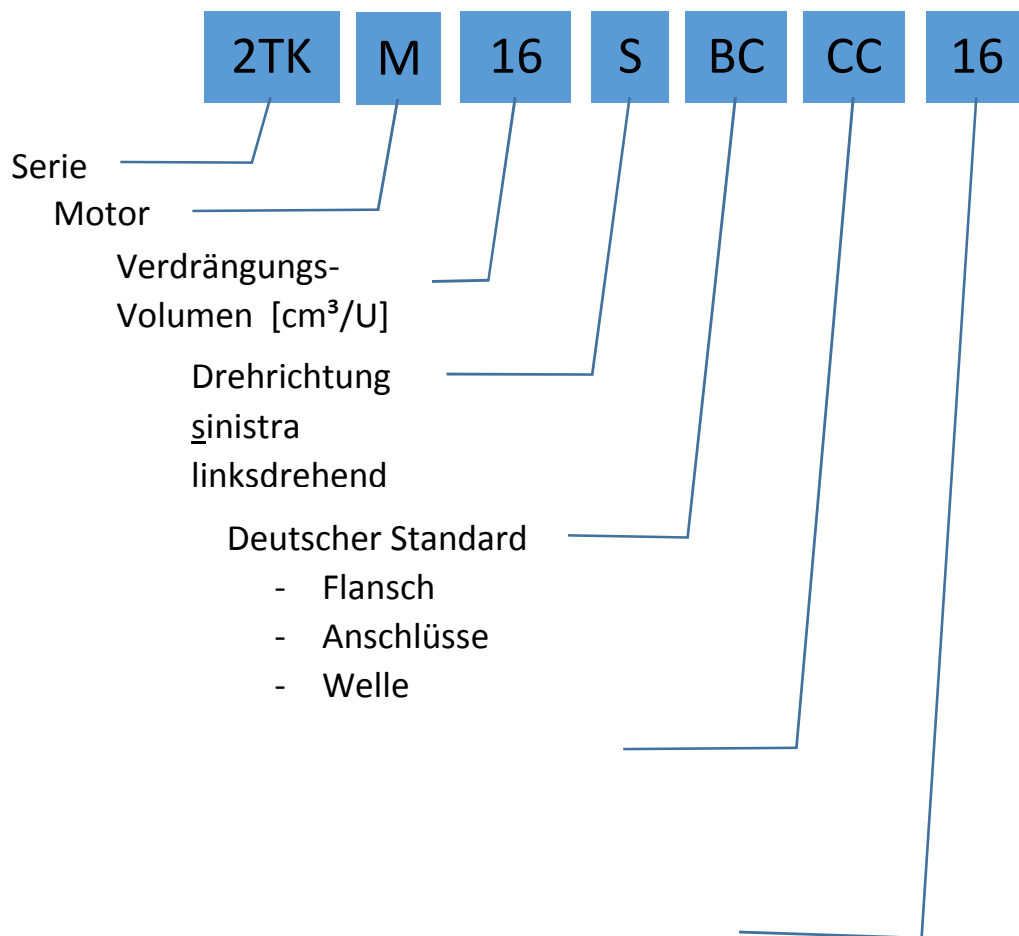 2TK M 16 S BC CC 16
Serie
Motor
Verdrängungs-
Volumen [cm³/U]
Drehrichtung
sinistra
linksdrehend
Deutscher Standard
- Flansch
- Anschlüsse
- Welle